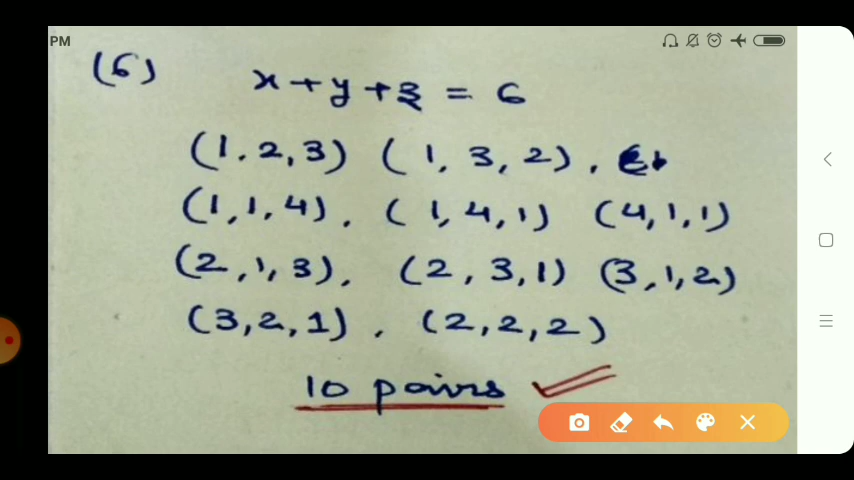 PM
(6)
x + y + z = 6
(1.2,3) (1,3,2),
(1,1,4), (1,4,1) (4,1,1)
(2,1,3), (2,3,1) (3,1,2)
(3,2,1), (2,2,2)
10 pairs